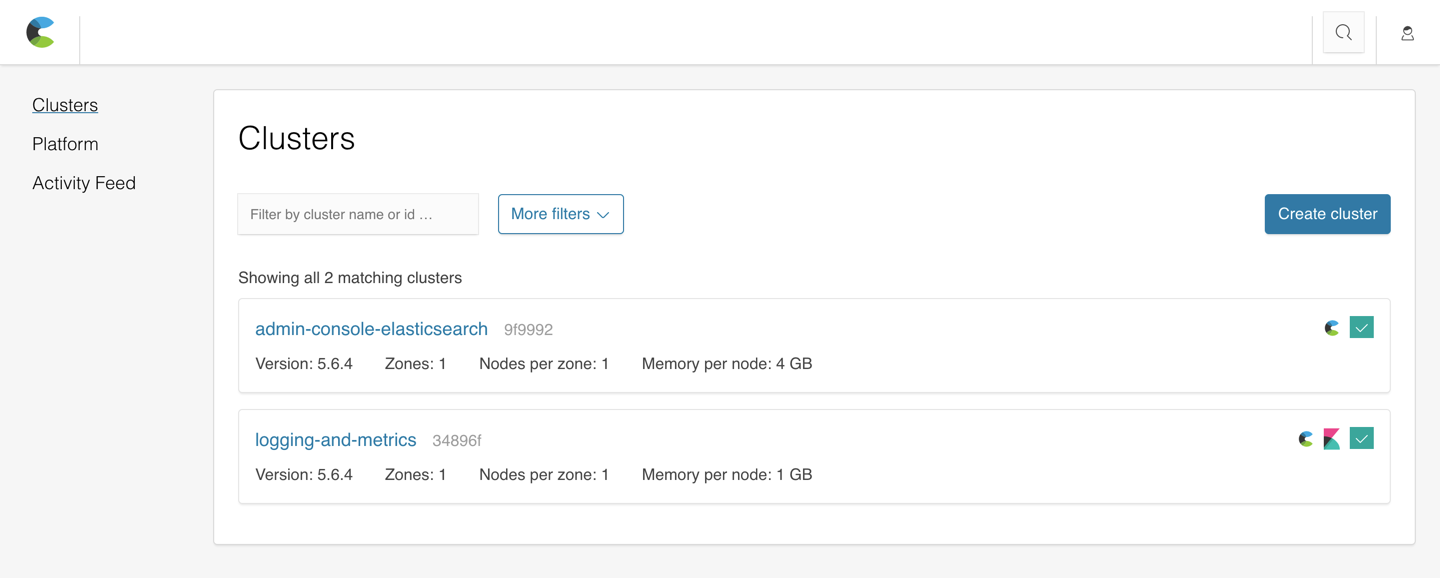 Clusters
Platform
Activity Feed
Clusters
Filter by cluster name or id ...
More filters
Create cluster
Showing all 2 matching clusters
admin-console-elasticsearch 9f9992
Version: 5.6.4 Zones: 1 Nodes per zone: 1 Memory per node: 4 GB
logging-and-metrics 34896f
Version: 5.6.4 Zones: 1 Nodes per zone: 1 Memory per node: 1 GB